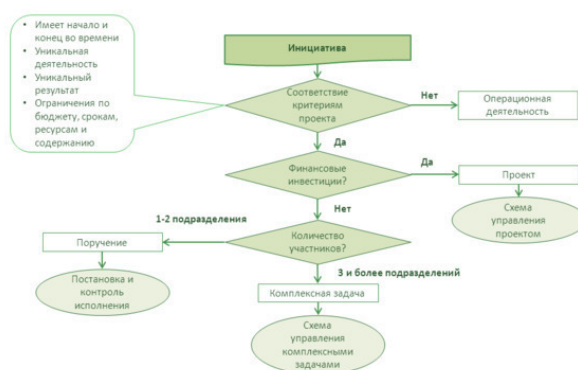 Имеет начало и
конец во времени
Уникальная
деятельность
Уникальный
результат
Ограничения по
бюджету, срокам,
ресурсам и
содержанию
Инициатива
Соответствие
критериям
проекта
Нет
Операционная
деятельность
Да
Финансовые
инвестиции?
Да
Проект
Схема
управления
проектом
Нет
1-2 подразделения
Количество
участников?
Поручение
Постановка и
контроль
исполнения
3 и более подразделений
Комплексная задача
Схема
управления
комплексными
задачами